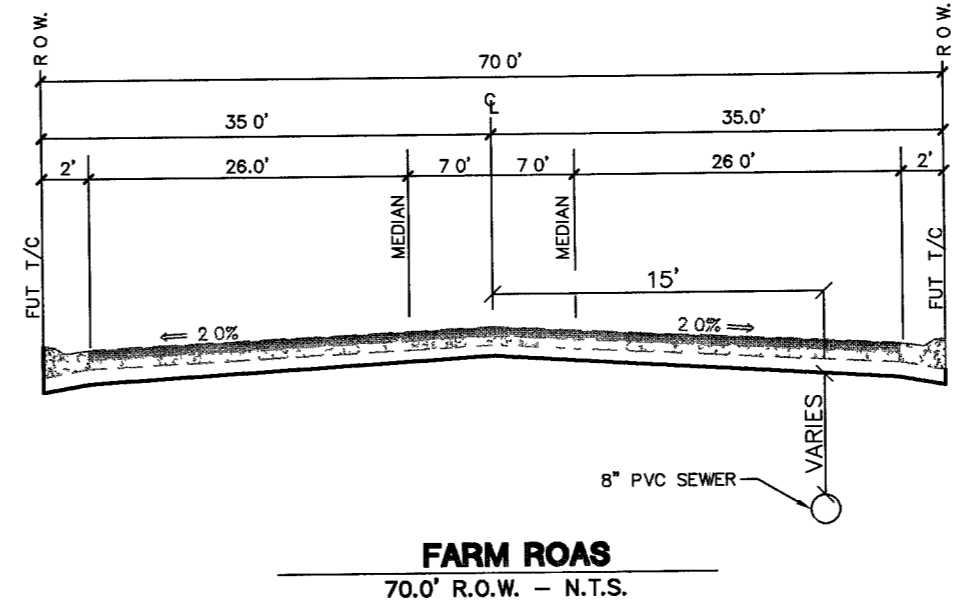 R O W.
R O W.
70 0'
℄
35 0'
35.0'
2'
26.0'
7 0'
7 0'
26 0'
2'
MEDIAN
MEDIAN
FUT T/C
FUT T/C
15'
⇐ 2 0%
2 0% ⇒
VARIES
8" PVC SEWER
FARM ROAS
70.0' R.O.W. – N.T.S.